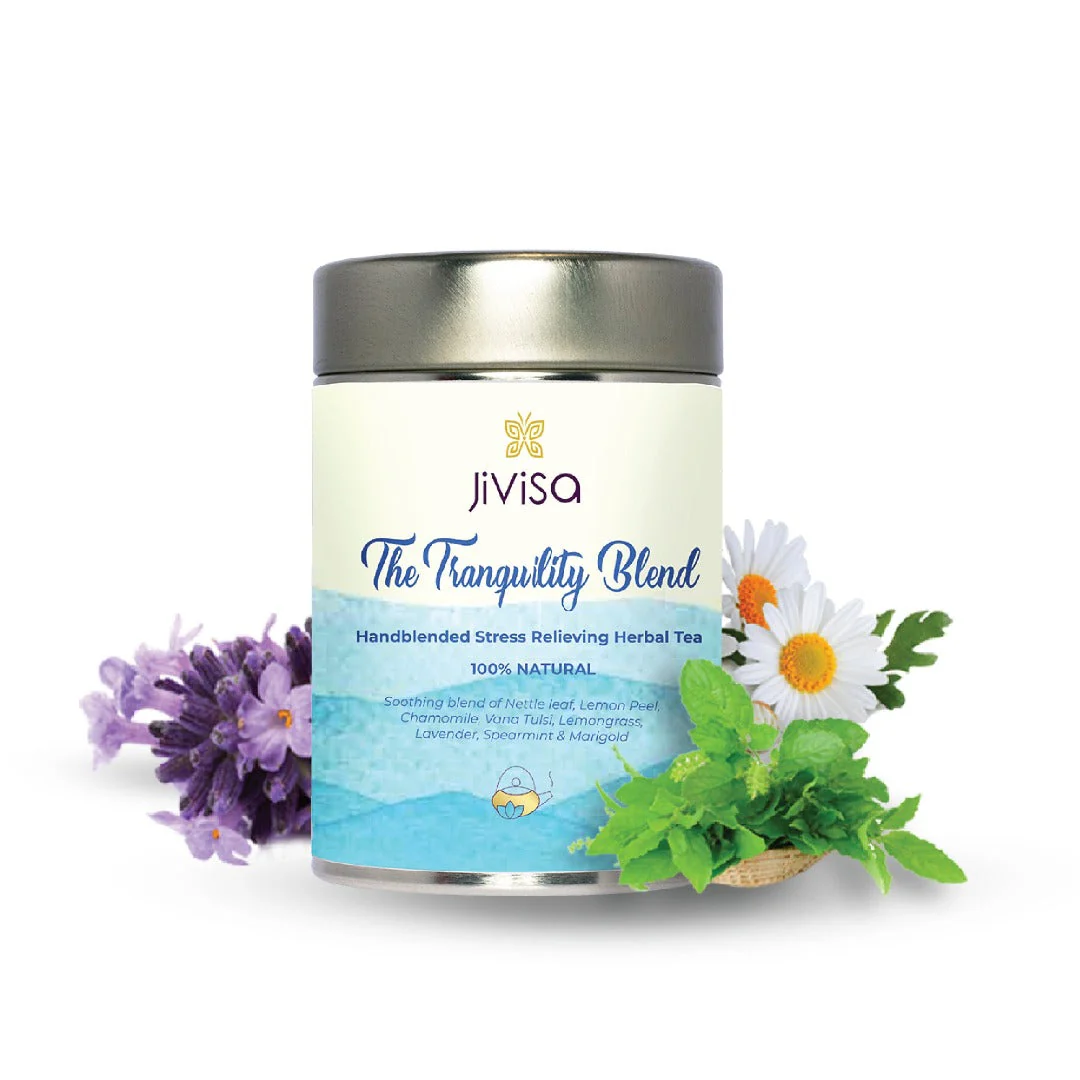 Jivisa
The Tranquility Blend
Handblended Stress Relieving Herbal Tea
100% NATURAL
Soothing blend of Nettle leaf, Lemon Peel,
Chamomile, Vana Tulsi, Lemongrass,
Lavender, Spearmint & Marigold